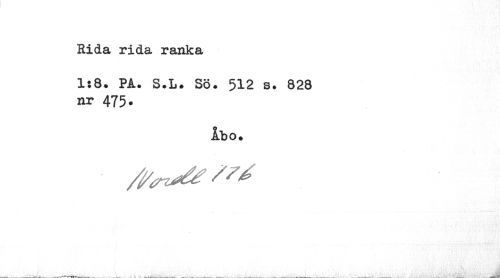 Rida rida ranka
1:8. PA. S.L. Sö. 512 s. 828
nr 475.
Åbo.
Nordl 176